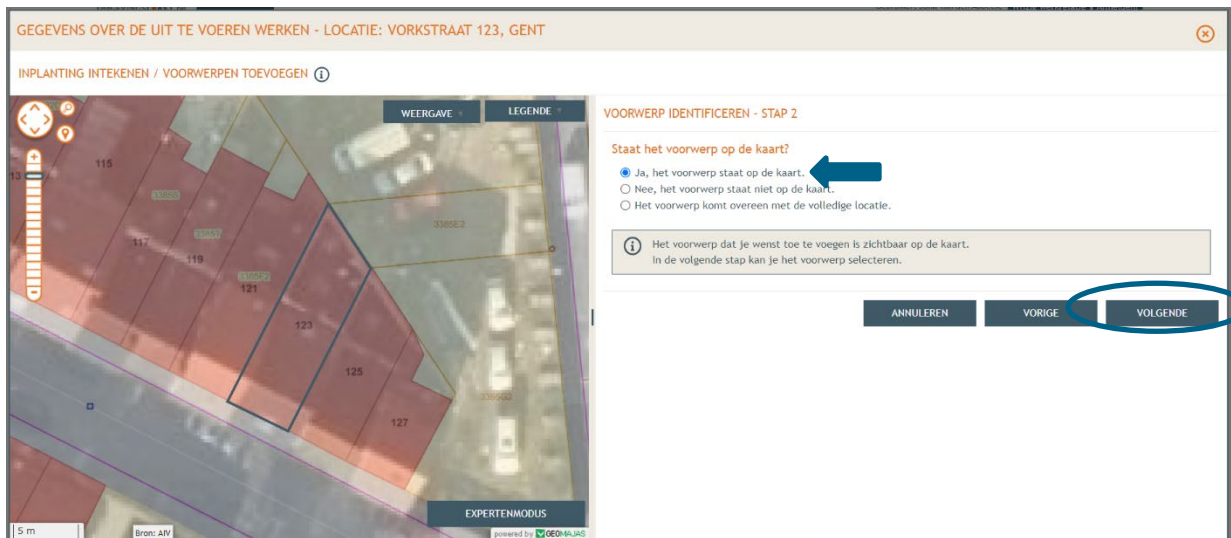 GEGEVENS OVER DE UIT TE VOEREN WERKEN - LOCATIE: VORKSTRAAT 123, GENT
INPLANTING INTEKENEN / VOORWERPEN TOEVOEGEN
WEERGAVE
LEGENDE
115
13
117
119
121
123
125
127
3385E2
EXPERTENMODUS
5 m
Bron: AIV
powered by GEOMAJAS
VOORWERP IDENTIFICEREN - STAP 2
Staat het voorwerp op de kaart?
Ja, het voorwerp staat op de kaart.
Nee, het voorwerp staat niet op de kaart.
Het voorwerp komt overeen met de volledige locatie.
Het voorwerp dat je wenst toe te voegen is zichtbaar op de kaart.
In de volgende stap kan je het voorwerp selecteren.
ANNULEREN
VORIGE
VOLGENDE